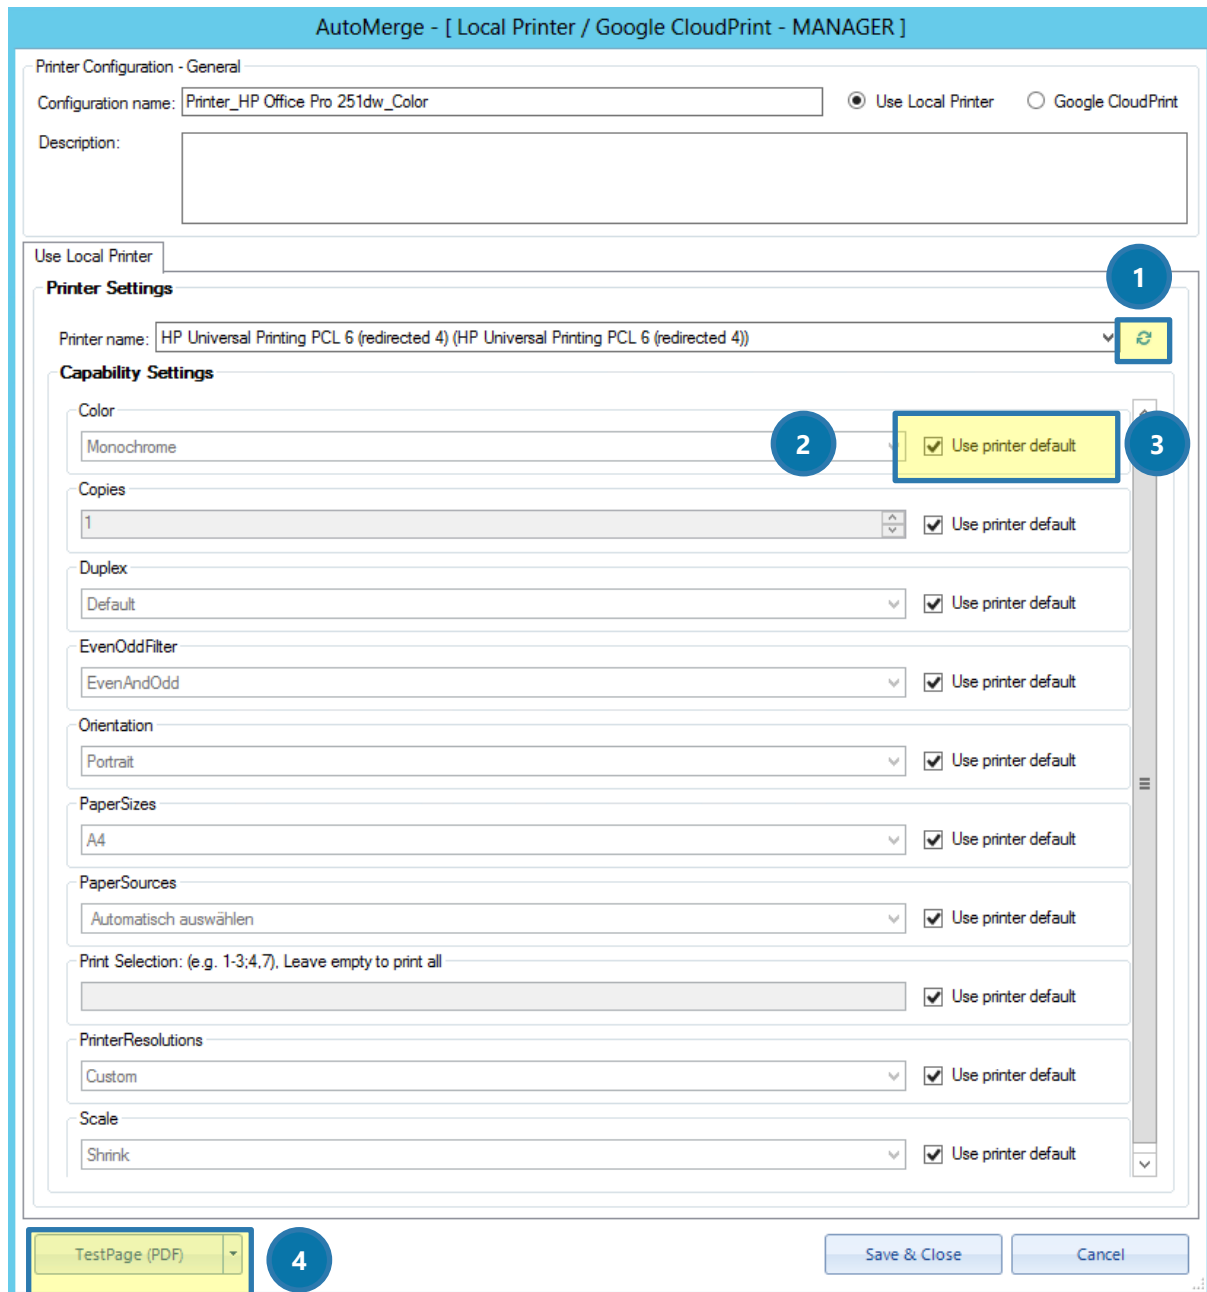 AutoMerge - [ Local Printer / Google CloudPrint - MANAGER ]
Printer Configuration - General
Configuration name: Printer_HP Office Pro 251dw_Color Use Local Printer Google CloudPrint
Description:
Use Local Printer
1
Printer Settings
Printer name: HP Universal Printing PCL 6 (redirected 4) (HP Universal Printing PCL 6 (redirected 4))
Capability Settings
Color
Monochrome 2 Use printer default 3
Copies
1 Use printer default
Duplex
Default Use printer default
EvenOddFilter
EvenAndOdd Use printer default
Orientation
Portrait Use printer default
PaperSizes
A4 Use printer default
PaperSources
Automatisch auswählen Use printer default
Print Selection: (e.g. 1-3;4,7), Leave empty to print all
Use printer default
PrinterResolutions
Custom Use printer default
Scale
Shrink Use printer default
TestPage (PDF) 4 Save & Close Cancel